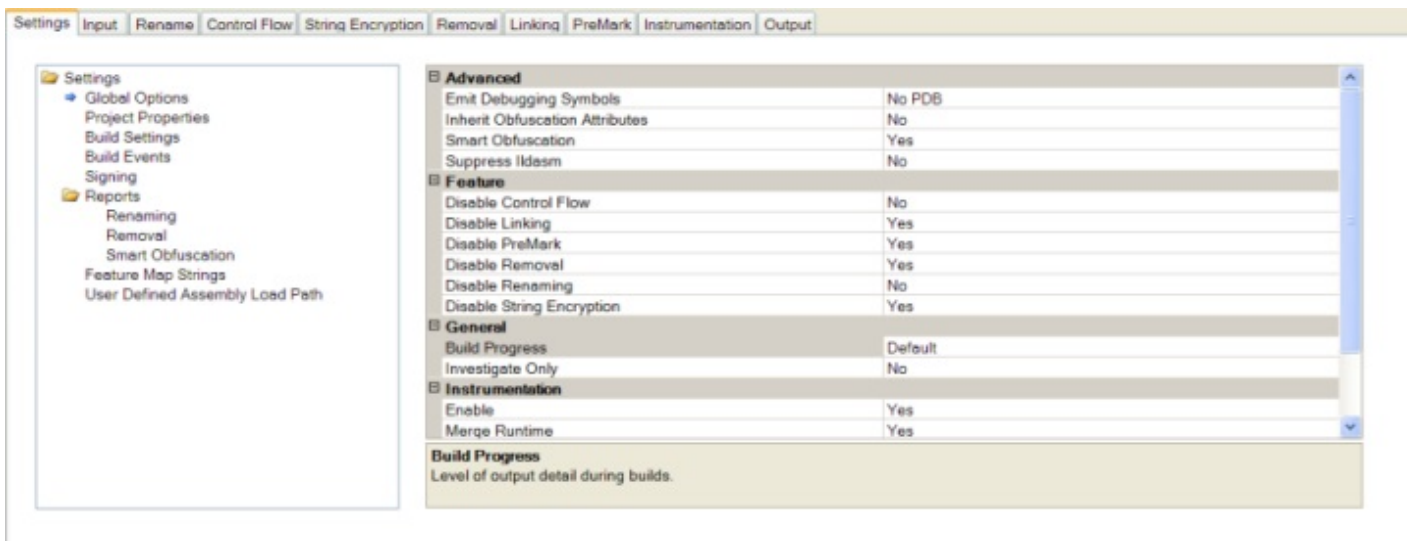 Settings Input Rename Control Flow String Encryption Removal Linking PreMark Instrumentation Output
Settings
Global Options
Project Properties
Build Settings
Build Events
Signing
Reports
Renaming
Removal
Smart Obfuscation
Feature Map Strings
User Defined Assembly Load Path
Advanced
Emit Debugging Symbols No PDB
Inherit Obfuscation Attributes No
Smart Obfuscation Yes
Suppress Ildasm No
Feature
Disable Control Flow No
Disable Linking Yes
Disable PreMark Yes
Disable Removal Yes
Disable Renaming No
Disable String Encryption Yes
General
Build Progress Default
Investigate Only No
Instrumentation
Enable Yes
Merge Runtime Yes
Build Progress
Level of output detail during builds.